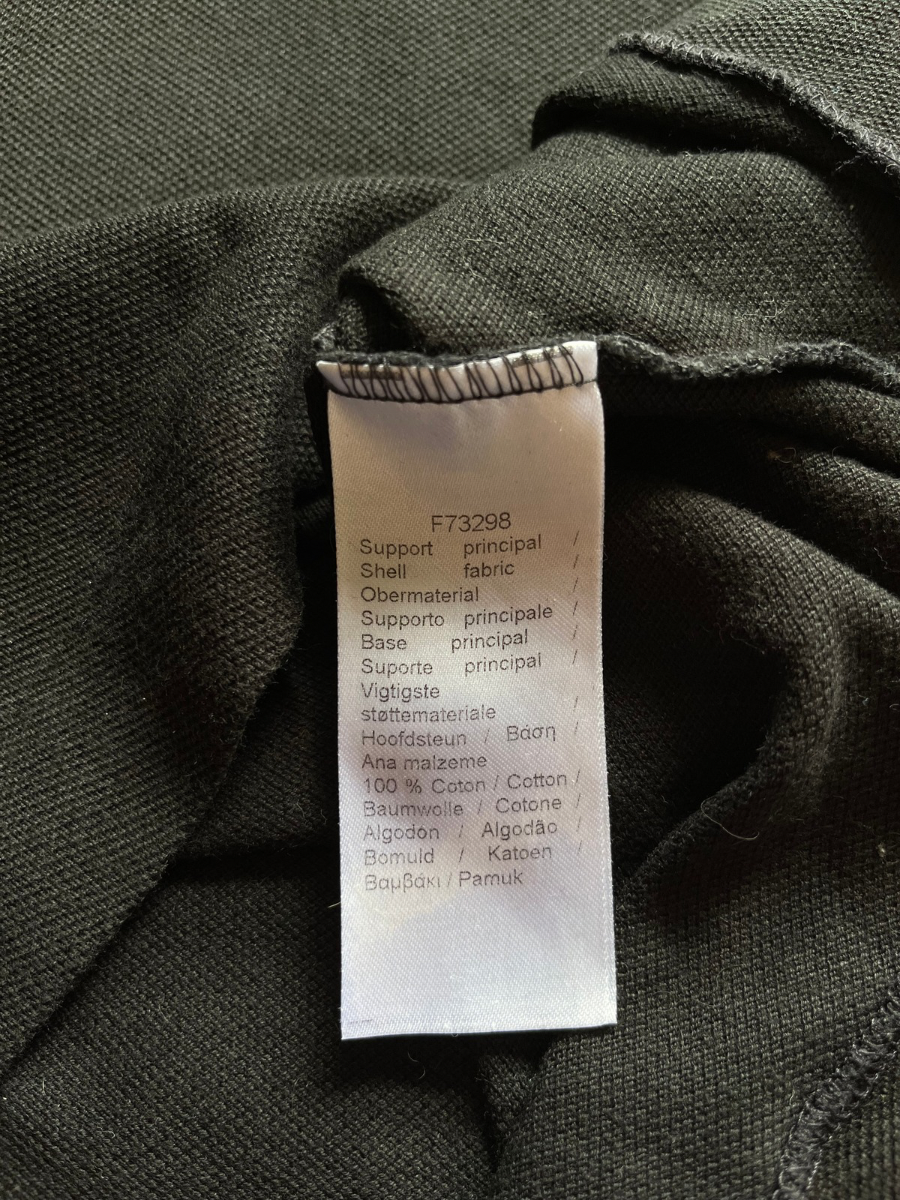 F73298
Support principal /
Shell fabric /
Obermaterial /
Supporto principale /
Base principal /
Suporte principal /
Vigtigste
støttemateriale /
Hoofdsteun / Βάση /
Ana malzeme
100 % Coton / Cotton /
Baumwolle / Cotone /
Algodon / Algodão /
Bomuld / Katoen /
Βαμβάκι / Pamuk